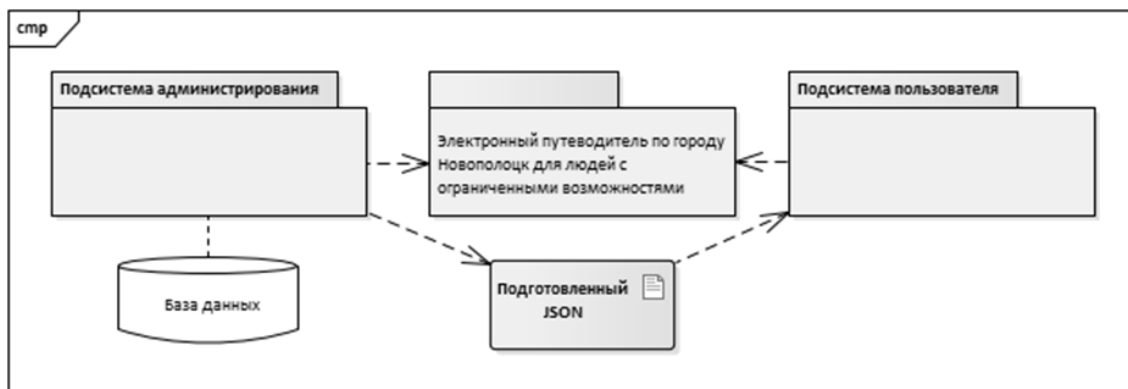 cmp
Подсистема администрирования
Электронный путеводитель по городу
Новополоцк для людей с
ограниченными возможностями
Подсистема пользователя
База данных
Подготовленный
JSON